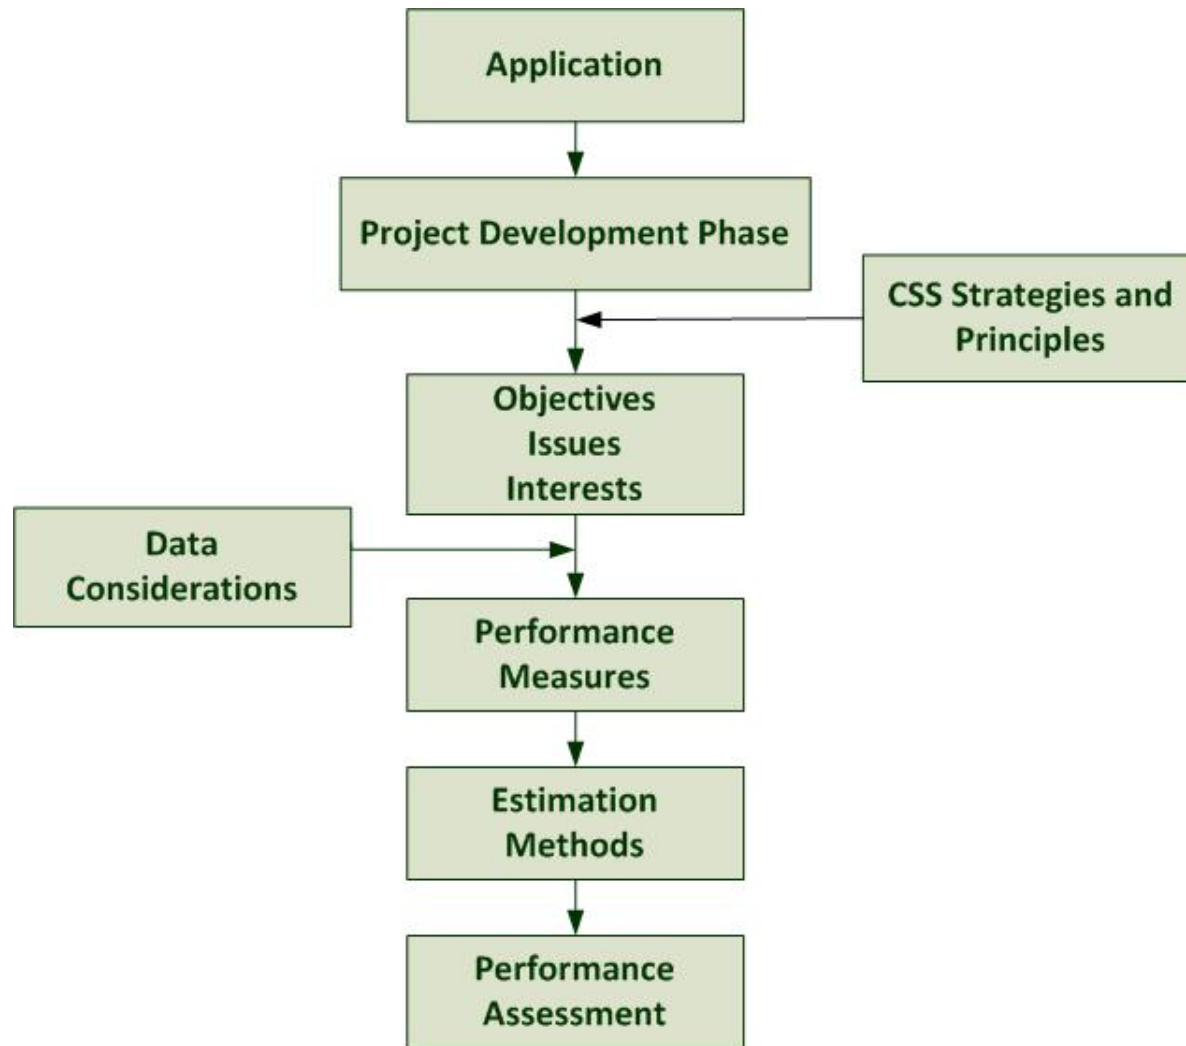 Application
Project Development Phase
CSS Strategies and
Principles
Objectives
Issues
Interests
Data
Considerations
Performance
Measures
Estimation
Methods
Performance
Assessment